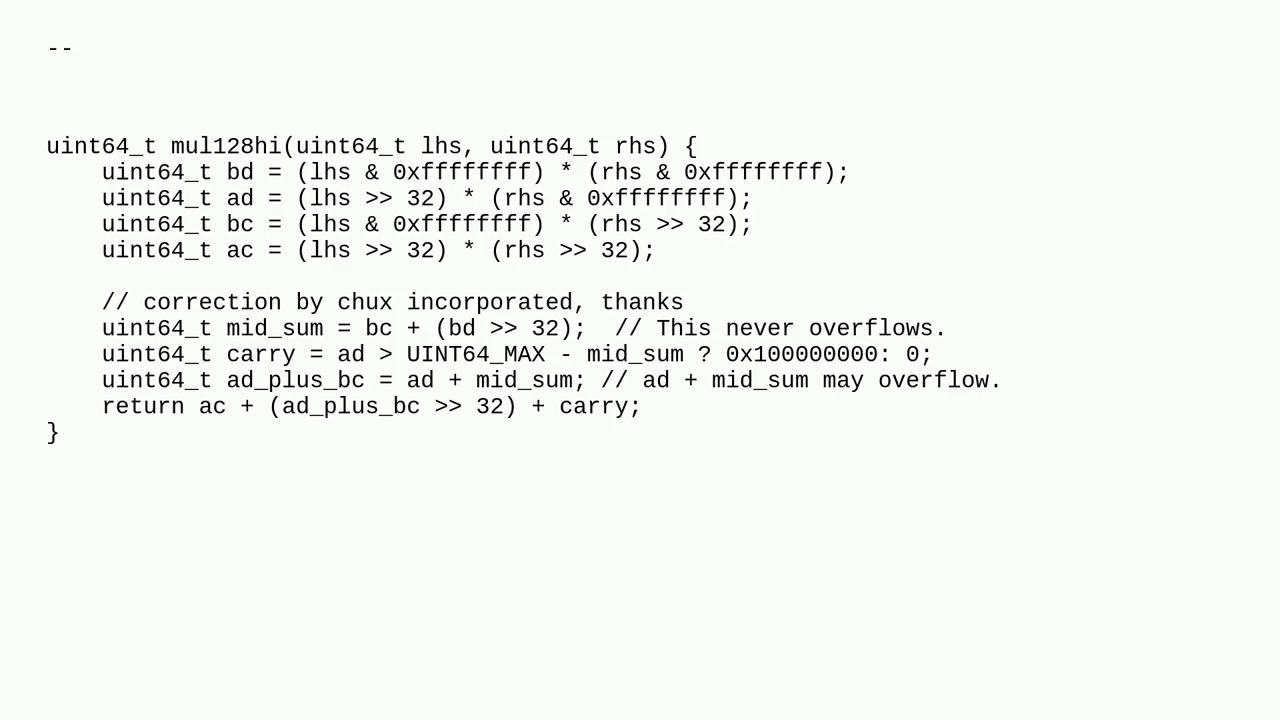 --
uint64_t mul128hi(uint64_t lhs, uint64_t rhs) {
    uint64_t bd = (lhs & 0xffffffff) * (rhs & 0xffffffff);
    uint64_t ad = (lhs >> 32) * (rhs & 0xffffffff);
    uint64_t bc = (lhs & 0xffffffff) * (rhs >> 32);
    uint64_t ac = (lhs >> 32) * (rhs >> 32);
    // correction by chux incorporated, thanks
    uint64_t mid_sum = bc + (bd >> 32);  // This never overflows.
    uint64_t carry = ad > UINT64_MAX - mid_sum ? 0x100000000: 0;
    uint64_t ad_plus_bc = ad + mid_sum; // ad + mid_sum may overflow.
    return ac + (ad_plus_bc >> 32) + carry;
}